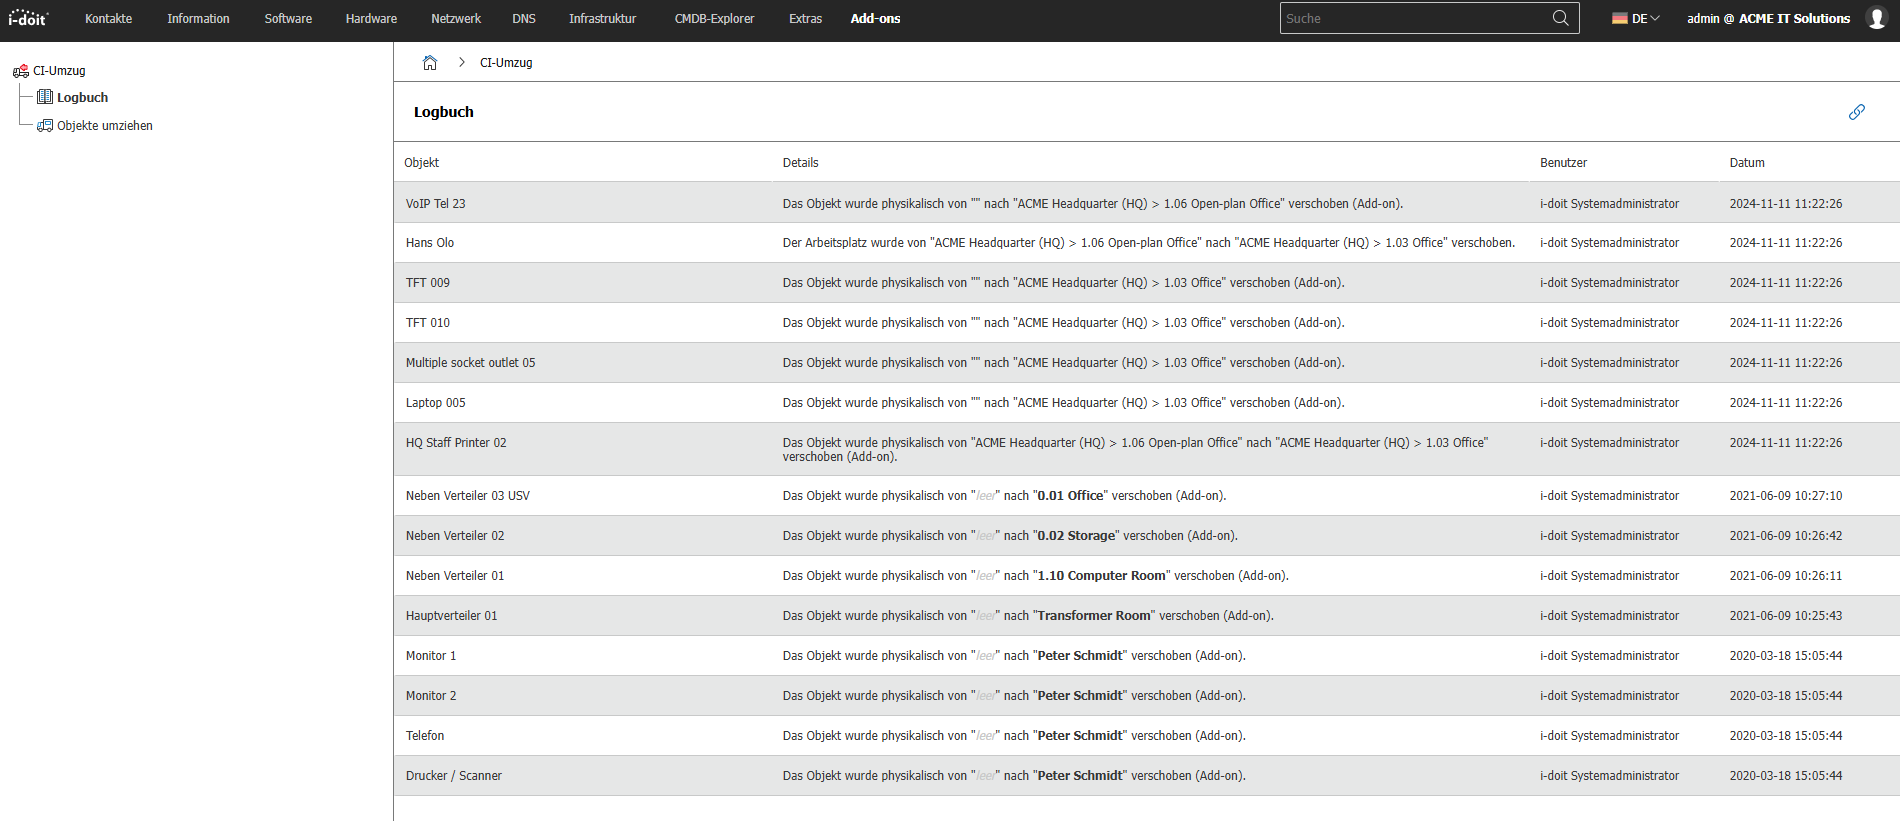 i-doit Kontakte Information Software Hardware Netzwerk DNS Infrastruktur CMDB-Explorer Extras Add-ons Suche DE admin @ ACME IT Solutions
CI-Umzug
Logbuch
Objekte umziehen
CI-Umzug
Logbuch
Objekt Details Benutzer Datum
VoIP Tel 23 Das Objekt wurde physikalisch von "" nach "ACME Headquarter (HQ) > 1.06 Open-plan Office" verschoben (Add-on). i-doit Systemadministrator 2024-11-11 11:22:26
Hans Olo Der Arbeitsplatz wurde von "ACME Headquarter (HQ) > 1.06 Open-plan Office" nach "ACME Headquarter (HQ) > 1.03 Office" verschoben. i-doit Systemadministrator 2024-11-11 11:22:26
TFT 009 Das Objekt wurde physikalisch von "" nach "ACME Headquarter (HQ) > 1.03 Office" verschoben (Add-on). i-doit Systemadministrator 2024-11-11 11:22:26
TFT 010 Das Objekt wurde physikalisch von "" nach "ACME Headquarter (HQ) > 1.03 Office" verschoben (Add-on). i-doit Systemadministrator 2024-11-11 11:22:26
Multiple socket outlet 05 Das Objekt wurde physikalisch von "" nach "ACME Headquarter (HQ) > 1.03 Office" verschoben (Add-on). i-doit Systemadministrator 2024-11-11 11:22:26
Laptop 005 Das Objekt wurde physikalisch von "" nach "ACME Headquarter (HQ) > 1.03 Office" verschoben (Add-on). i-doit Systemadministrator 2024-11-11 11:22:26
HQ Staff Printer 02 Das Objekt wurde physikalisch von "ACME Headquarter (HQ) > 1.06 Open-plan Office" nach "ACME Headquarter (HQ) > 1.03 Office" i-doit Systemadministrator 2024-11-11 11:22:26
verschoben (Add-on).
Neben Verteiler 03 USV Das Objekt wurde physikalisch von "leer" nach "0.01 Office" verschoben (Add-on). i-doit Systemadministrator 2021-06-09 10:27:10
Neben Verteiler 02 Das Objekt wurde physikalisch von "leer" nach "0.02 Storage" verschoben (Add-on). i-doit Systemadministrator 2021-06-09 10:26:42
Neben Verteiler 01 Das Objekt wurde physikalisch von "leer" nach "1.10 Computer Room" verschoben (Add-on). i-doit Systemadministrator 2021-06-09 10:26:11
Hauptverteiler 01 Das Objekt wurde physikalisch von "leer" nach "Transformer Room" verschoben (Add-on). i-doit Systemadministrator 2021-06-09 10:25:43
Monitor 1 Das Objekt wurde physikalisch von "leer" nach "Peter Schmidt" verschoben (Add-on). i-doit Systemadministrator 2020-03-18 15:05:44
Monitor 2 Das Objekt wurde physikalisch von "leer" nach "Peter Schmidt" verschoben (Add-on). i-doit Systemadministrator 2020-03-18 15:05:44
Telefon Das Objekt wurde physikalisch von "leer" nach "Peter Schmidt" verschoben (Add-on). i-doit Systemadministrator 2020-03-18 15:05:44
Drucker / Scanner Das Objekt wurde physikalisch von "leer" nach "Peter Schmidt" verschoben (Add-on). i-doit Systemadministrator 2020-03-18 15:05:44